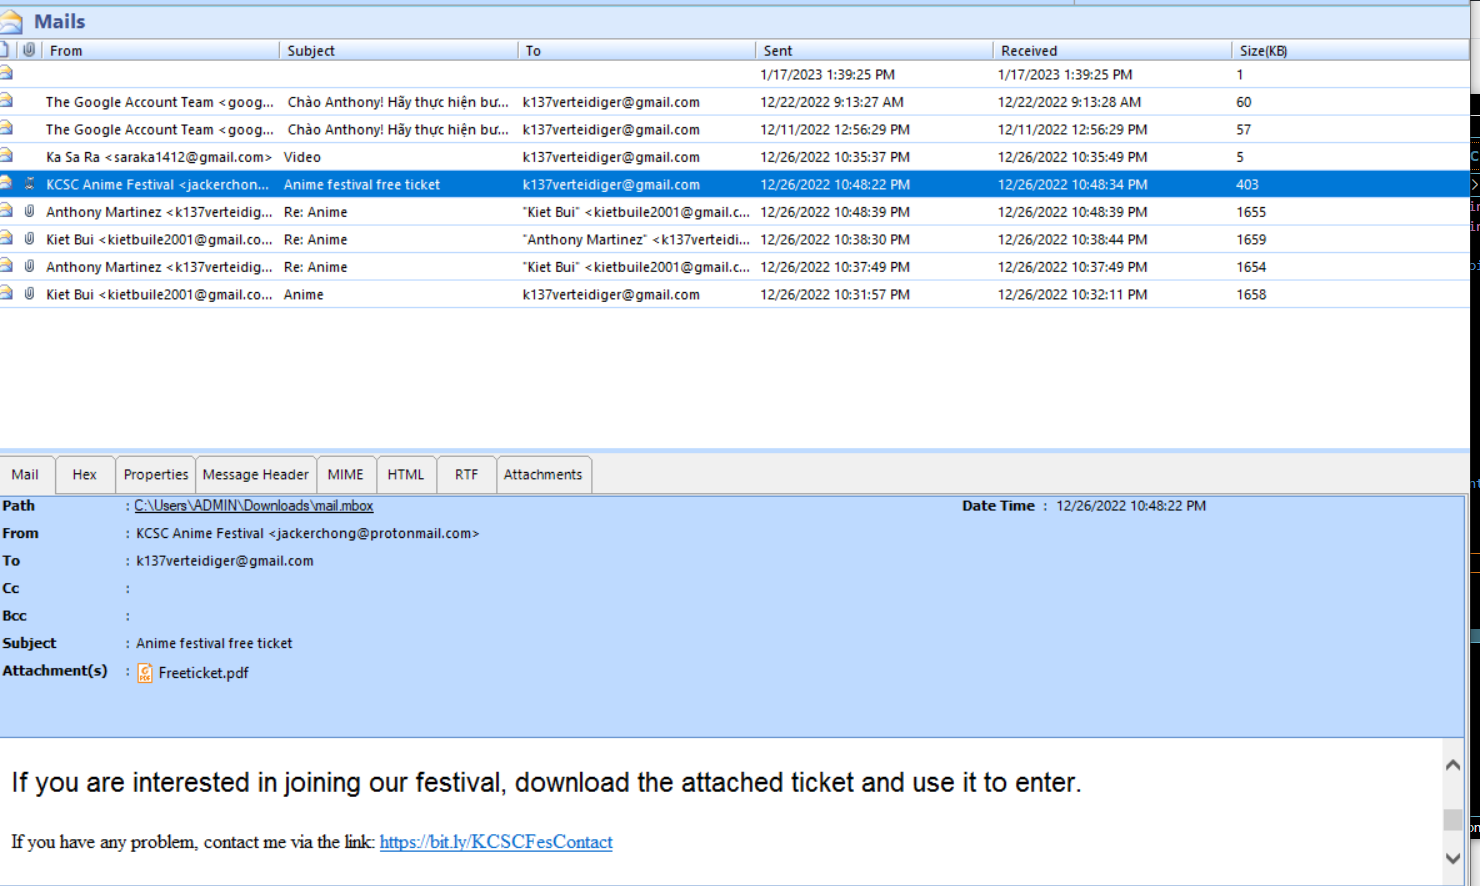 Mails
From Subject To Sent Received Size(KB)
1/17/2023 1:39:25 PM 1/17/2023 1:39:25 PM 1
The Google Account Team <goog... Chào Anthony! Hãy thực hiện bư... k137verteidiger@gmail.com 12/22/2022 9:13:27 AM 12/22/2022 9:13:28 AM 60
The Google Account Team <goog... Chào Anthony! Hãy thực hiện bư... k137verteidiger@gmail.com 12/11/2022 12:56:29 PM 12/11/2022 12:56:29 PM 57
Ka Sa Ra <saraka1412@gmail.com> Video k137verteidiger@gmail.com 12/26/2022 10:35:37 PM 12/26/2022 10:35:49 PM 5
KCSC Anime Festival <jackerchon... Anime festival free ticket k137verteidiger@gmail.com 12/26/2022 10:48:22 PM 12/26/2022 10:48:34 PM 403
Anthony Martinez <k137verteidig... Re: Anime "Kiet Bui" <kietbuile2001@gmail.c... 12/26/2022 10:48:39 PM 12/26/2022 10:48:39 PM 1655
Kiet Bui <kietbuile2001@gmail.co... Re: Anime "Anthony Martinez" <k137verteidi... 12/26/2022 10:38:30 PM 12/26/2022 10:38:44 PM 1659
Anthony Martinez <k137verteidig... Re: Anime "Kiet Bui" <kietbuile2001@gmail.c... 12/26/2022 10:37:49 PM 12/26/2022 10:37:49 PM 1654
Kiet Bui <kietbuile2001@gmail.co... Anime k137verteidiger@gmail.com 12/26/2022 10:31:57 PM 12/26/2022 10:32:11 PM 1658
Mail Hex Properties Message Header MIME HTML RTF Attachments
Path : C:\Users\ADMIN\Downloads\mail.mbox Date Time : 12/26/2022 10:48:22 PM
From : KCSC Anime Festival <jackerchong@protonmail.com>
To : k137verteidiger@gmail.com
Cc :
Bcc :
Subject : Anime festival free ticket
Attachment(s) : Freeticket.pdf
If you are interested in joining our festival, download the attached ticket and use it to enter.
If you have any problem, contact me via the link: https://bit.ly/KCSCFesContact